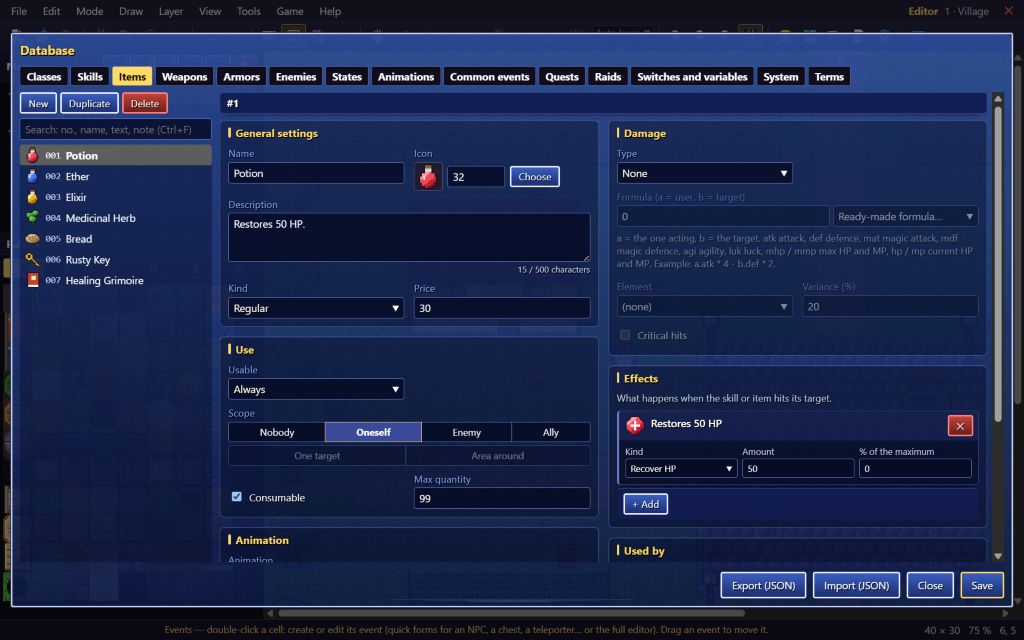 File Edit Mode Draw Layer View Tools Game Help
Editor 1 · Village
Database
Classes Skills Items Weapons Armors Enemies States Animations Common events Quests Raids Switches and variables System Terms
New Duplicate Delete
Search: no., name, text, note (Ctrl+F)
001 Potion
002 Ether
003 Elixir
004 Medicinal Herb
005 Bread
006 Rusty Key
007 Healing Grimoire
#1
General settings
Name
Icon
Potion
32
Choose
Description
Restores 50 HP.
15 / 500 characters
Kind
Price
Regular
30
Use
Usable
Always
Scope
Nobody Oneself Enemy Ally
One target Area around
Consumable
Max quantity
99
Animation
Animation
Damage
Type
None
Formula (a = user, b = target)
0
Ready-made formula...
a = the one acting, b = the target. atk attack, def defence, mat magic attack, mdf
magic defence, agi agility, luk luck, mhp / mmp max HP and MP, hp / mp current HP
and MP. Example: a.atk * 4 - b.def * 2.
Element
Variance (%)
(none)
20
Critical hits
Effects
What happens when the skill or item hits its target.
Restores 50 HP
Kind
Amount
% of the maximum
Recover HP
50
0
+ Add
Used by
Export (JSON) Import (JSON) Close Save
Events — double-click a cell: create or edit its event (quick forms for an NPC, a chest, a teleporter... or the full editor). Drag an event to move it.
40 × 30 75 % 6, 5